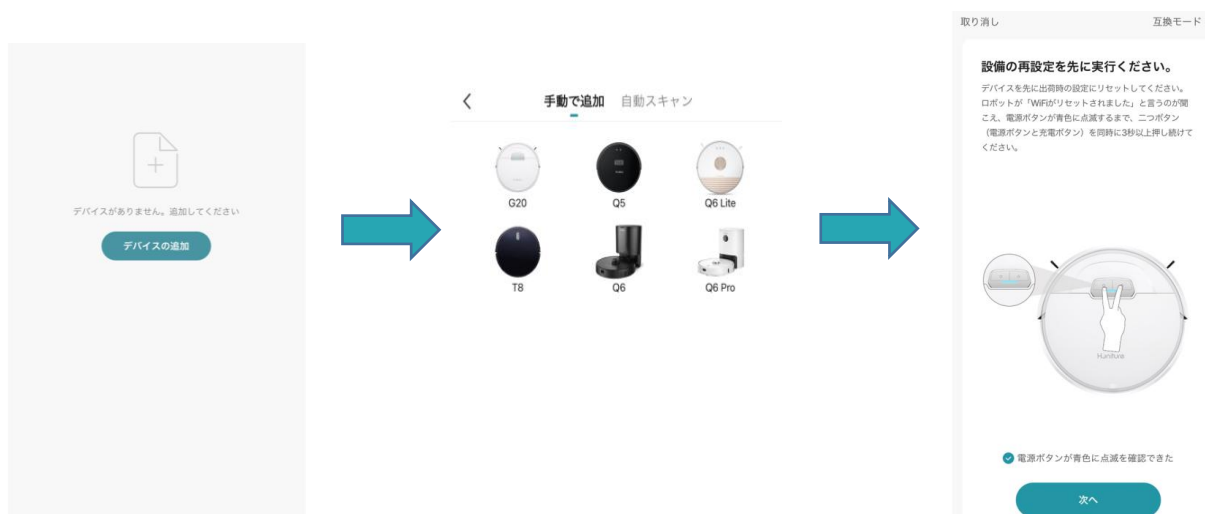 デバイスがありません。追加してください
デバイスの追加
手動で追加 自動スキャン
G20 Q5 Q6 Lite
T8 Q6 Q6 Pro
取り消し 互換モード
設備の再設定を先に実行ください。
デバイスを先に出荷時の設定にリセットしてください。
ロボットが「WiFiがリセットされました」と言うのが聞
こえ、電源ボタンが青色に点滅するまで、二つボタン
（電源ボタンと充電ボタン）を同時に3秒以上押し続けて
ください。
Huniture
電源ボタンが青色に点滅を確認できた
次へ